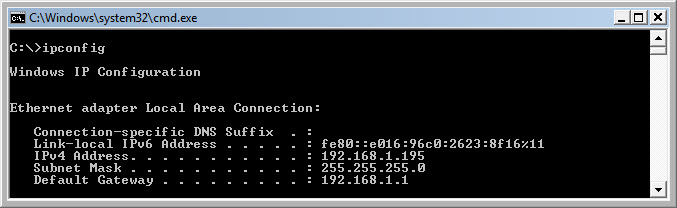 C:\Windows\system32\cmd.exe
C:\>ipconfig
Windows IP Configuration
Ethernet adapter Local Area Connection:
Connection-specific DNS Suffix  . :
Link-local IPv6 Address . . . . . : fe80::e016:96c0:2623:8f16%11
IPv4 Address. . . . . . . . . . . : 192.168.1.195
Subnet Mask . . . . . . . . . . . : 255.255.255.0
Default Gateway . . . . . . . . . : 192.168.1.1